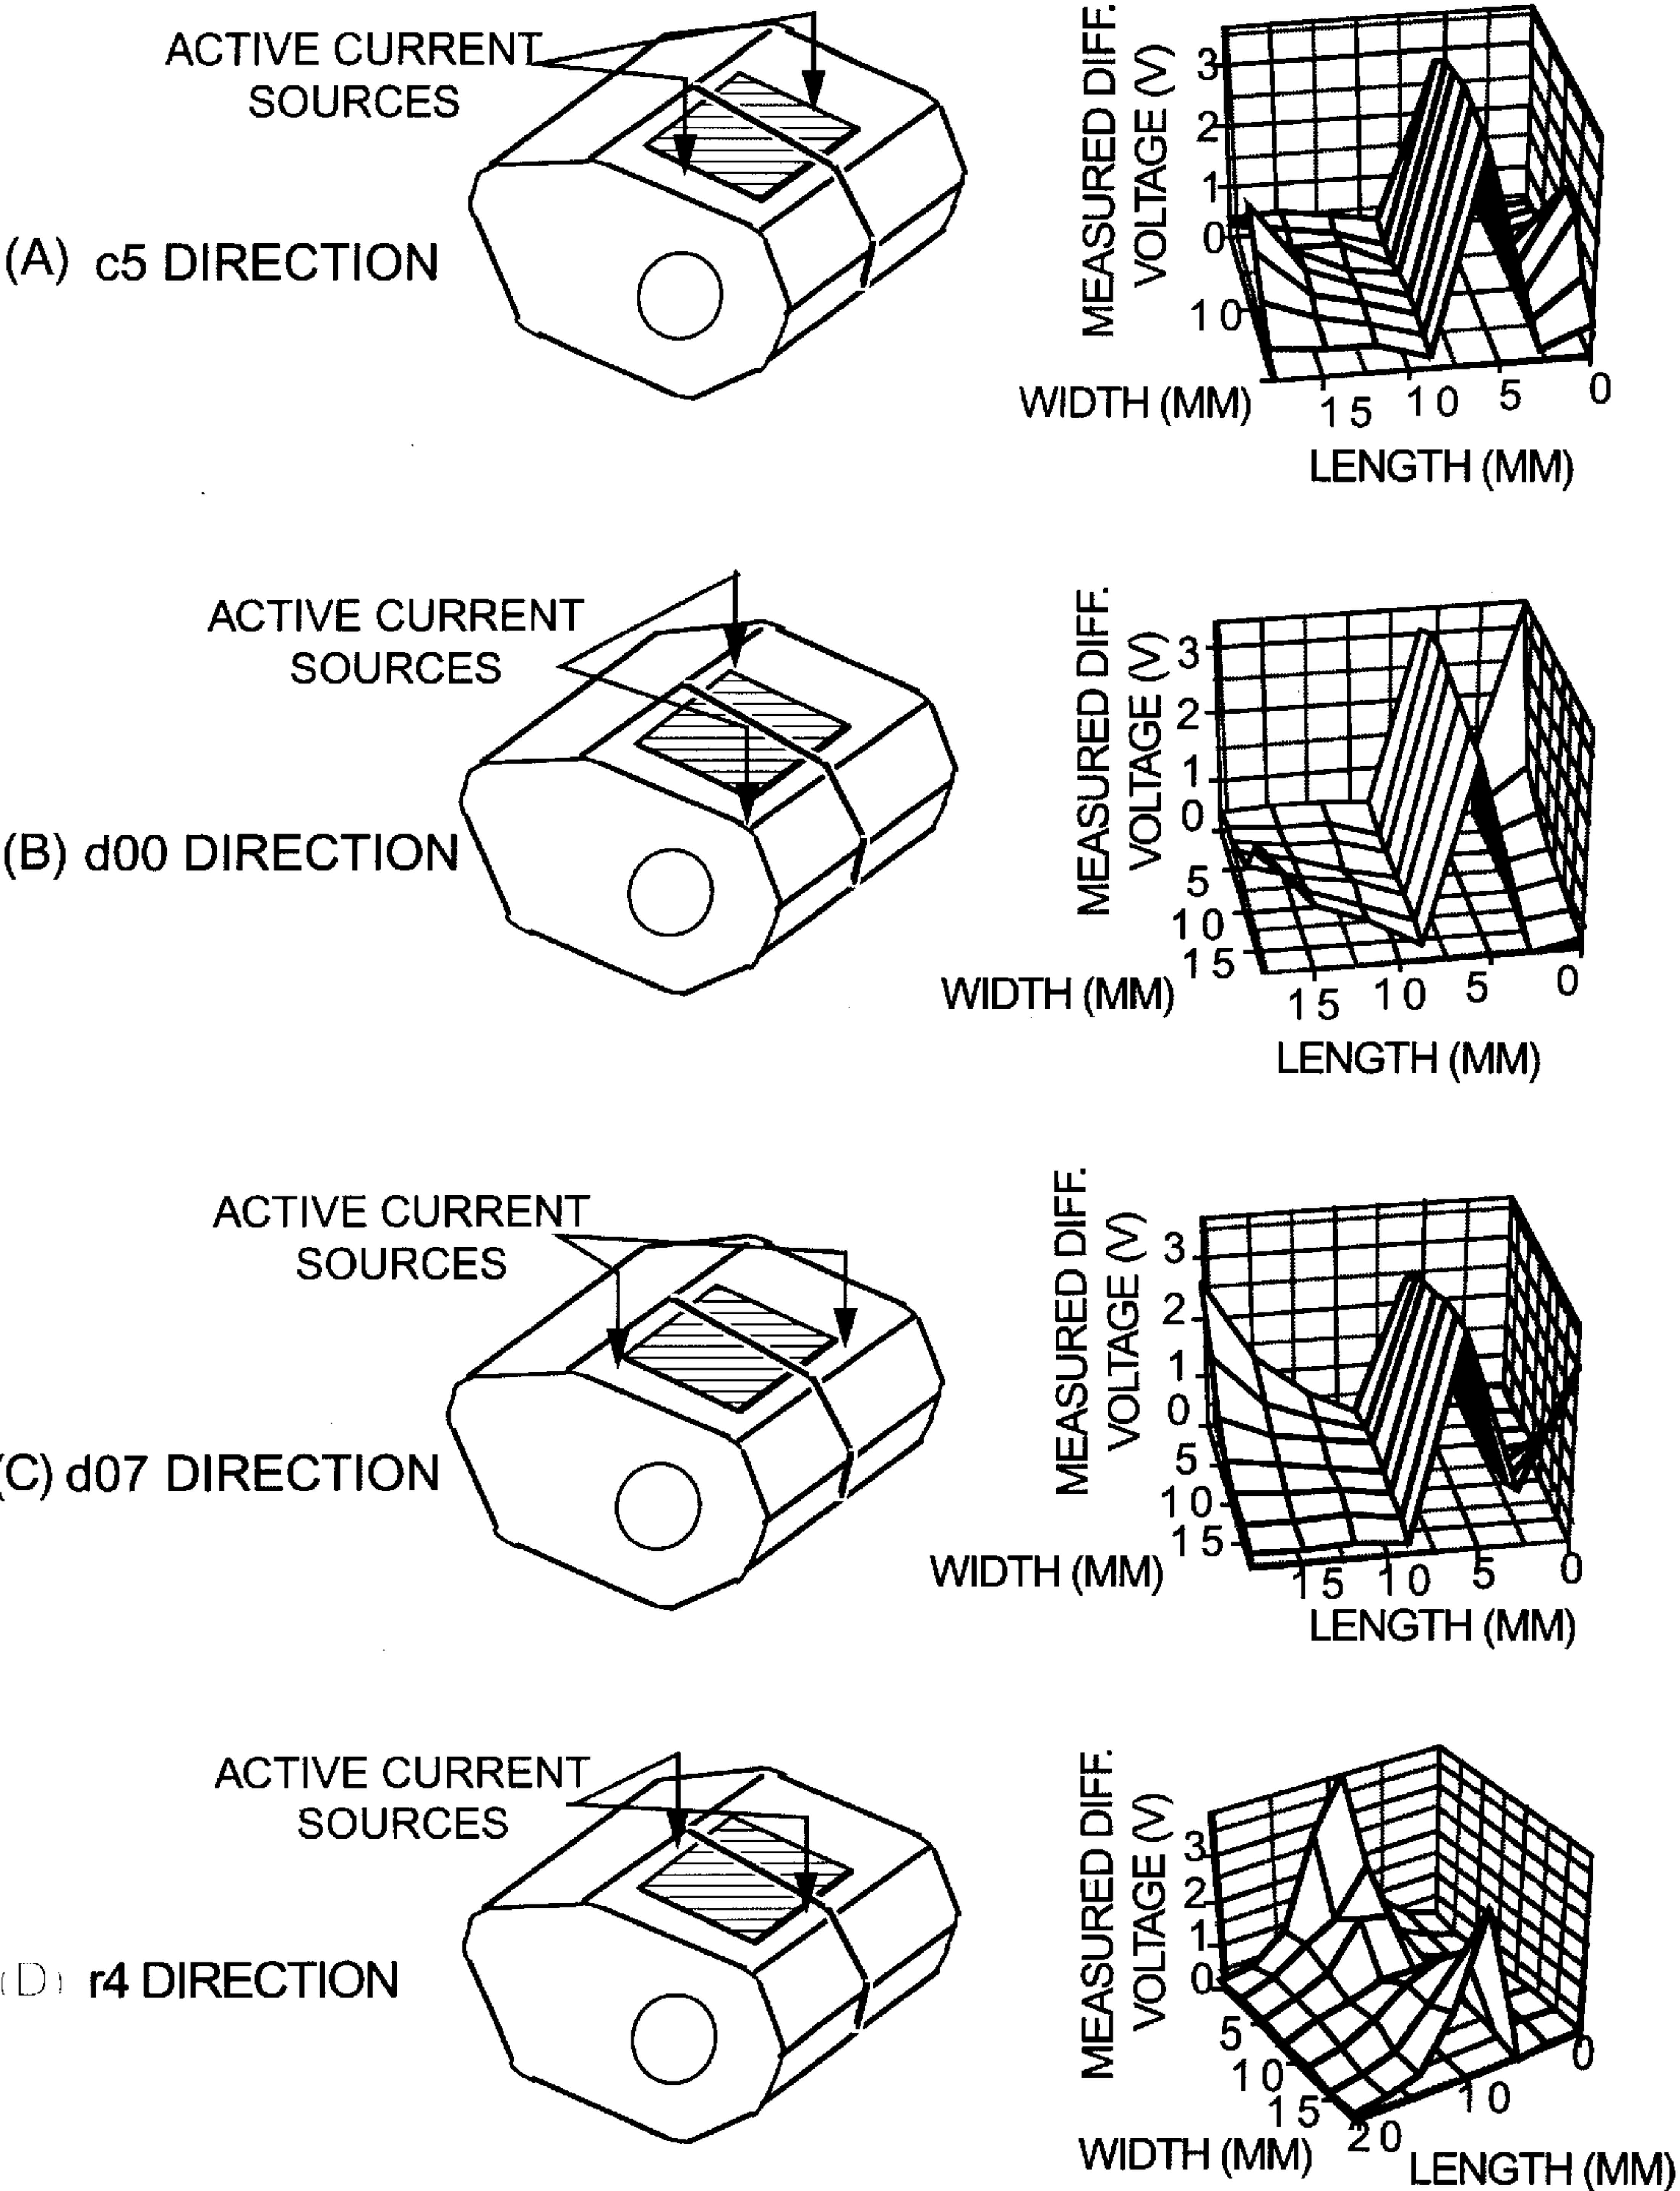 ACTIVE CURRENT
SOURCES
(A) c5 DIRECTION
MEASURED DIFF.
VOLTAGE (V)
3
2
1
0
10
WIDTH (MM)
15 10 5 0
LENGTH (MM)
ACTIVE CURRENT
SOURCES
(B) d00 DIRECTION
MEASURED DIFF.
VOLTAGE (V)
3
2
1
0
5
10
15
WIDTH (MM)
15 10 5 0
LENGTH (MM)
ACTIVE CURRENT
SOURCES
(C) d07 DIRECTION
MEASURED DIFF.
VOLTAGE (V)
3
2
1
0
5
10
15
WIDTH (MM)
15 10 5 0
LENGTH (MM)
ACTIVE CURRENT
SOURCES
(D) r4 DIRECTION
MEASURED DIFF.
VOLTAGE (V)
3
2
1
0
5
10
15
20
10
0
WIDTH (MM)
LENGTH (MM)